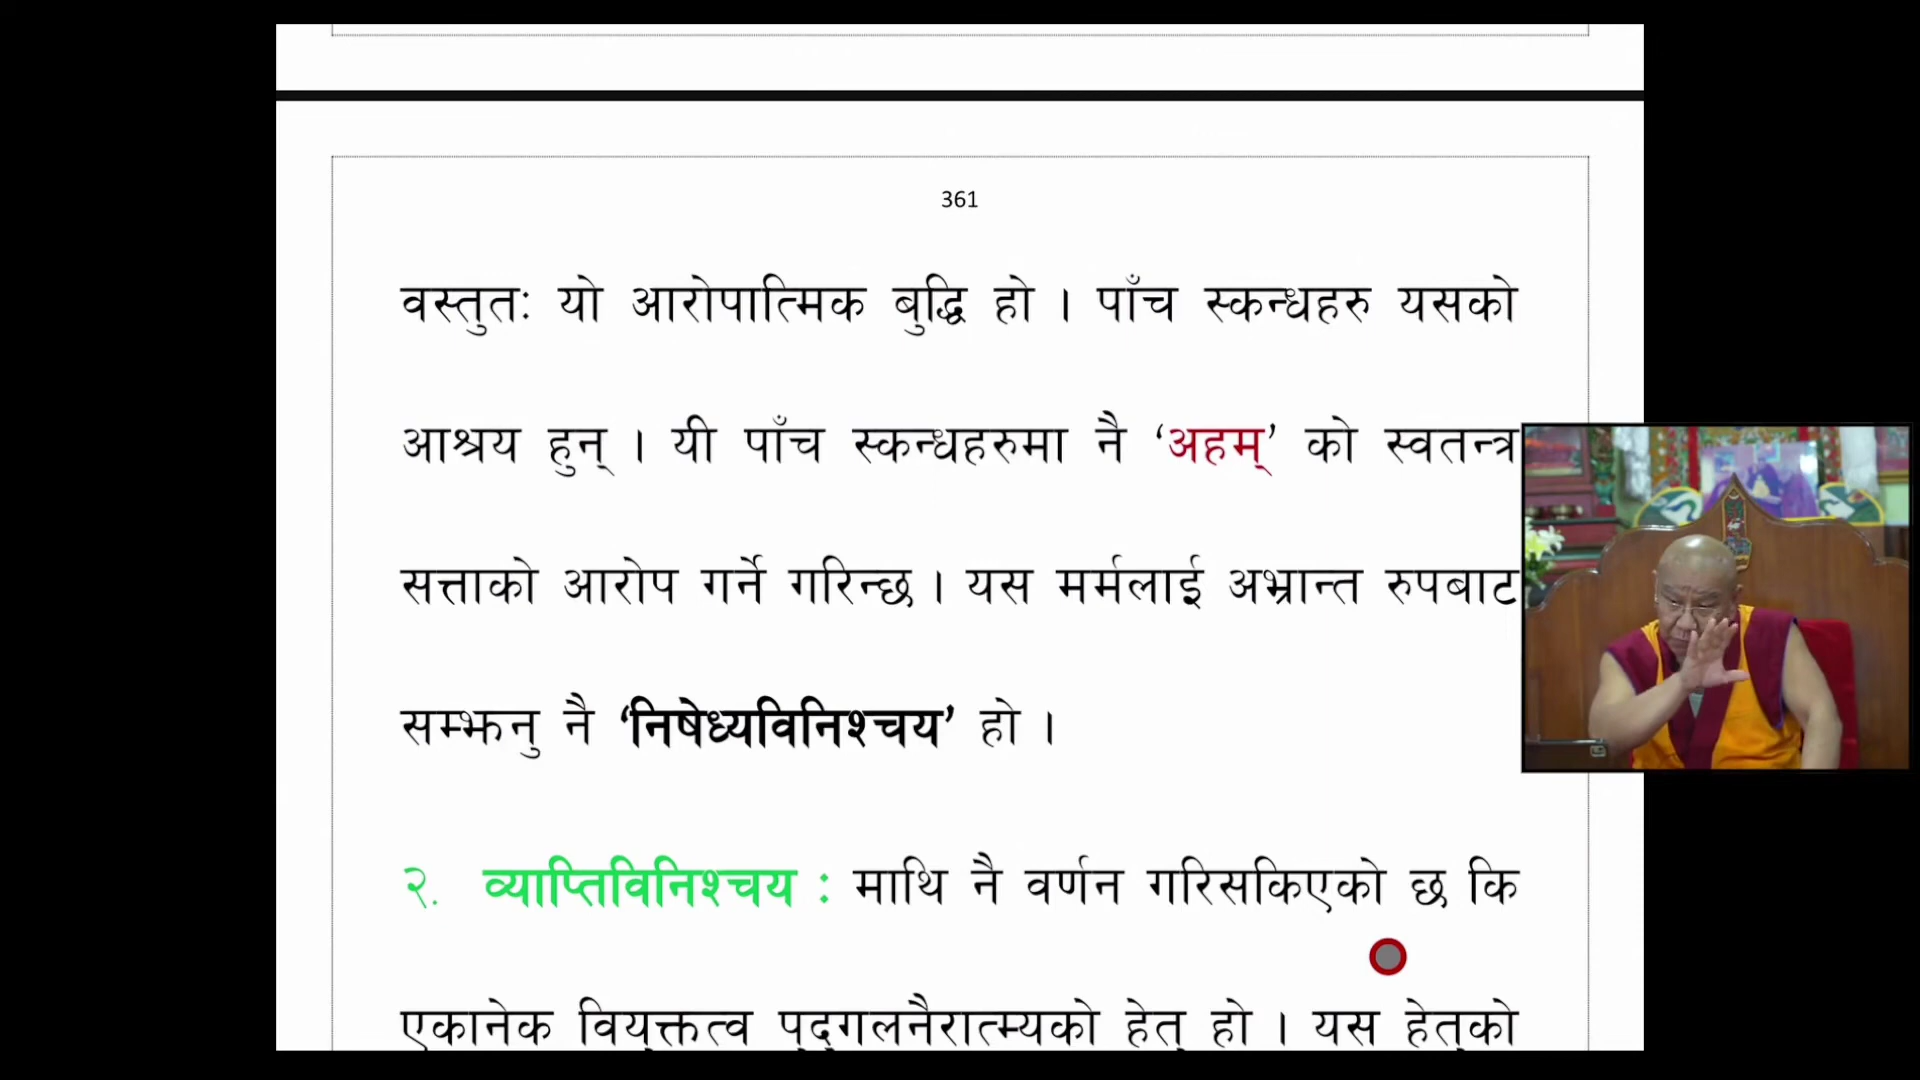 361
वस्तुतः यो आरोपात्मिक बुद्धि हो । पाँच स्कन्धहरु यसको
आश्रय हुन् । यी पाँच स्कन्धहरुमा नै ‘अहम्’ को स्वतन्त्र
सत्ताको आरोप गर्ने गरिन्छ । यस मर्मलाई अभ्रान्त रुपबाट
सम्झनु नै ‘निषेध्यविनिश्चय’ हो ।
२. व्याप्तिविनिश्चय : माथि नै वर्णन गरिसकिएको छ कि
एकानेक वियुक्तत्व पुद्गलनैरात्म्यको हेतु हो । यस हेतुको